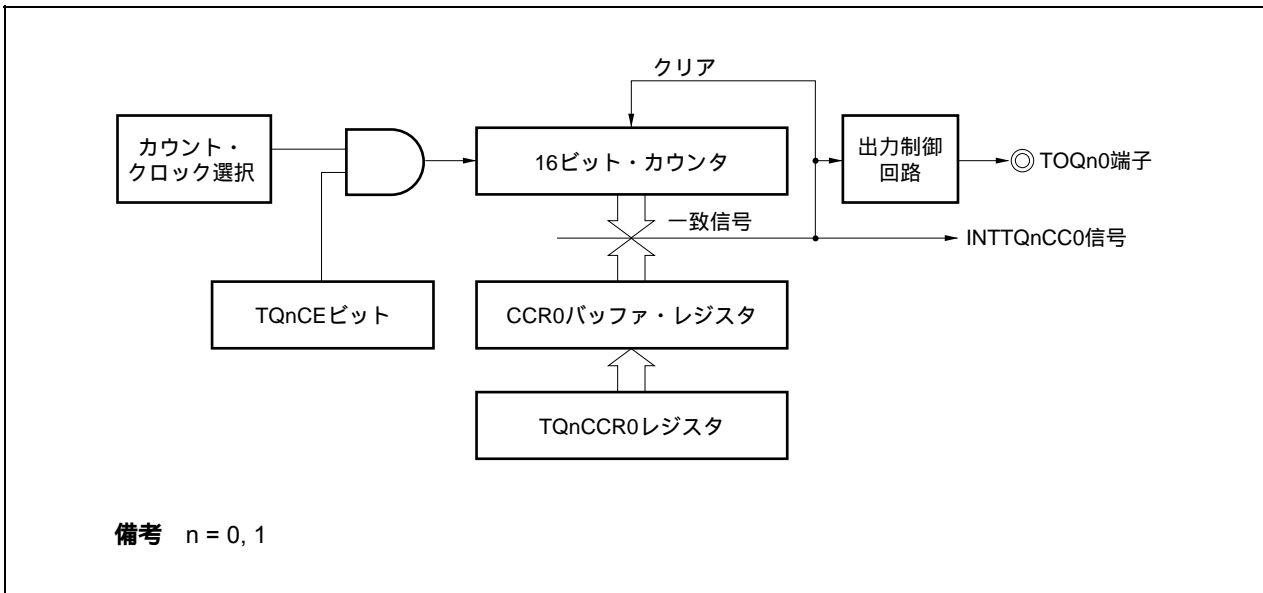 クリア
カウント・
クロック選択
16ビット・カウンタ
出力制御
回路
TOQn0端子
一致信号
INTTQnCC0信号
TQnCEビット
CCR0バッファ・レジスタ
TQnCCR0レジスタ
備考 n = 0, 1